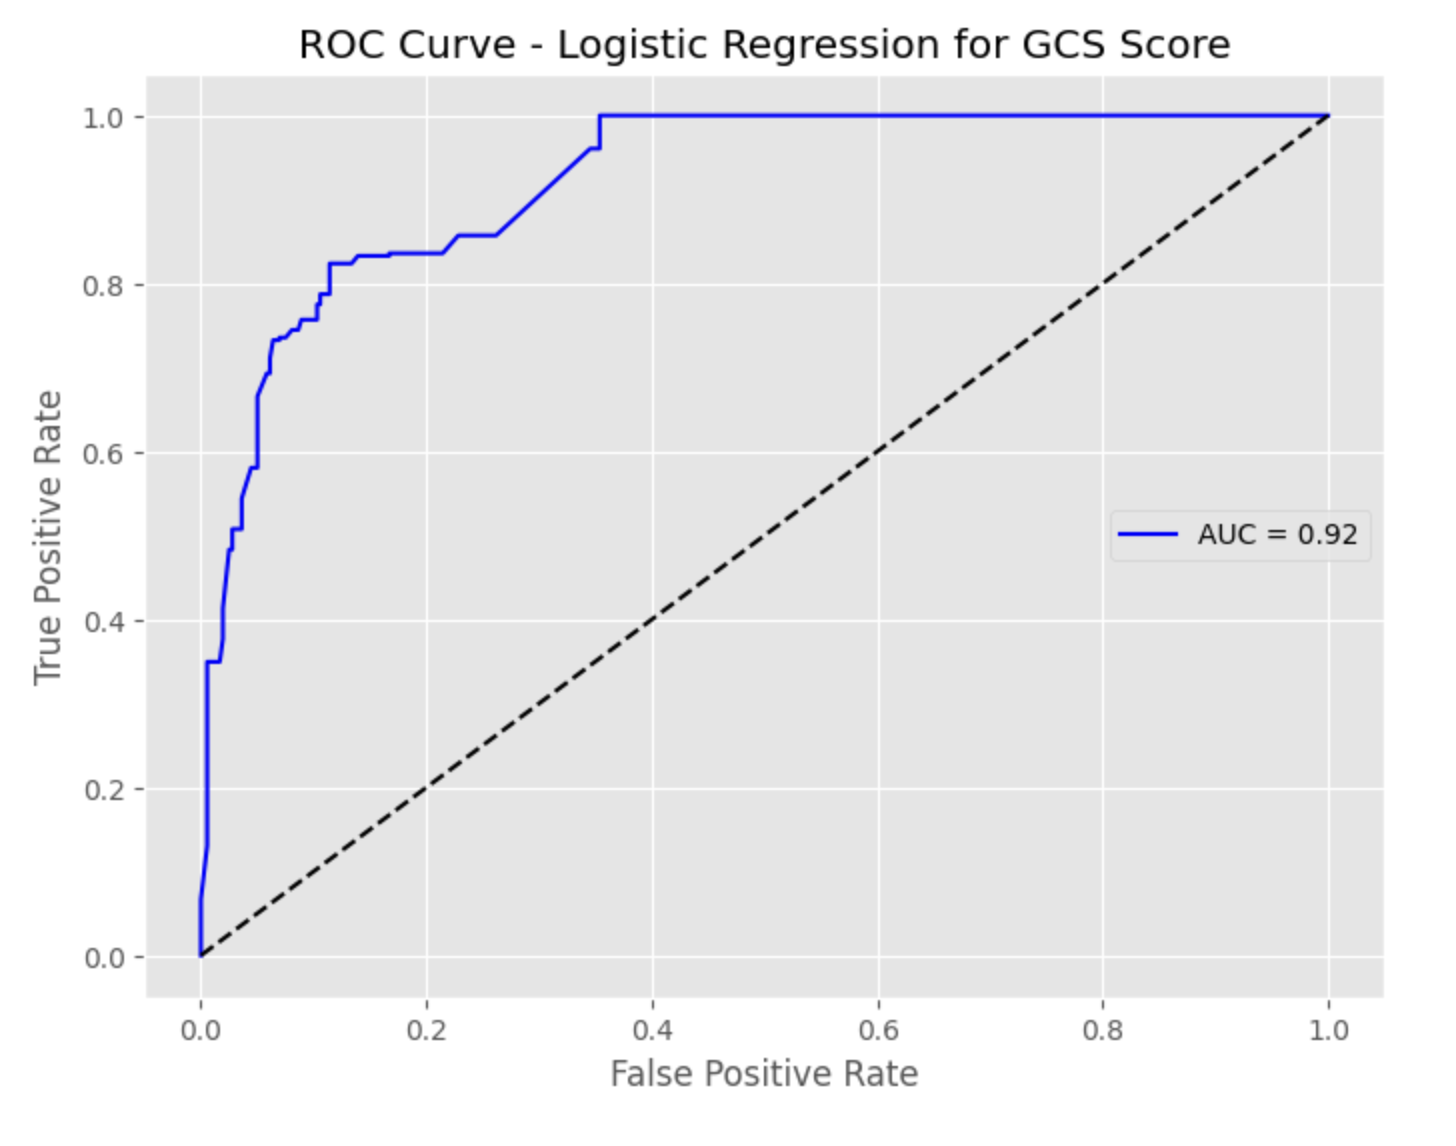 ROC Curve - Logistic Regression for GCS Score
1.0
0.8
0.6
0.4
0.2
0.0
True Positive Rate
AUC = 0.92
0.0 0.2 0.4 0.6 0.8 1.0
False Positive Rate